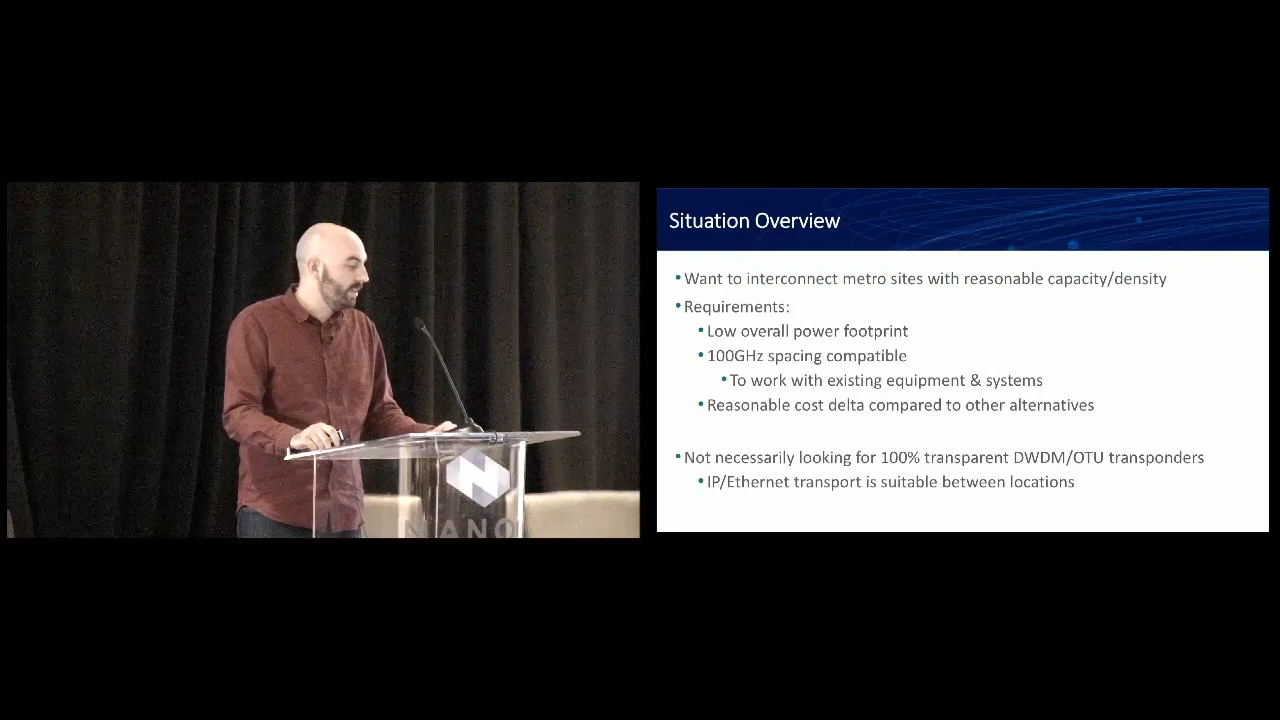 NANO
Situation Overview
•Want to interconnect metro sites with reasonable capacity/density
•Requirements:
•Low overall power footprint
•100GHz spacing compatible
•To work with existing equipment & systems
•Reasonable cost delta compared to other alternatives
•Not necessarily looking for 100% transparent DWDM/OTU transponders
•IP/Ethernet transport is suitable between locations